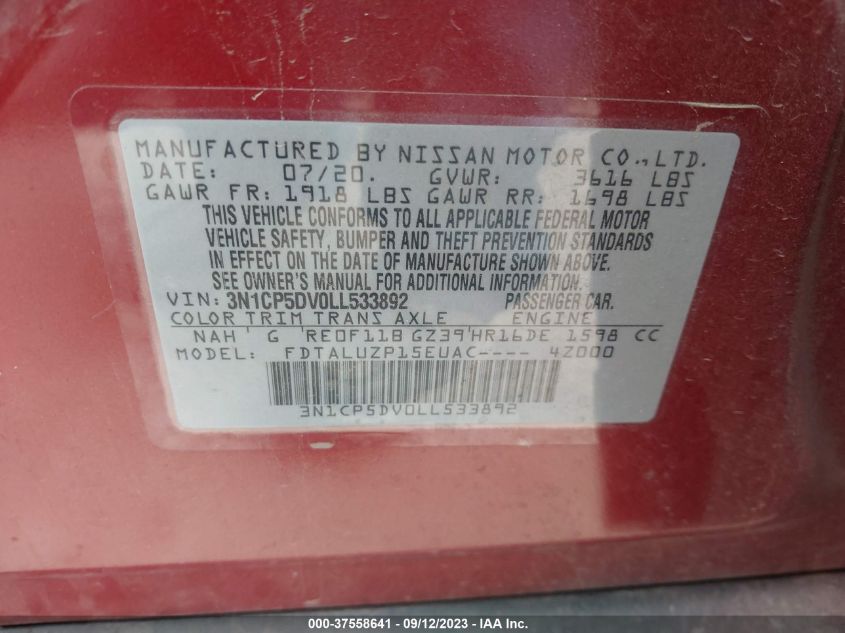 MANUFACTURED BY NISSAN MOTOR CO., LTD.
DATE: 07/20. GVWR: 3616 LBS
GAWR FR: 1918 LBS GAWR RR: 1698 LBS
THIS VEHICLE CONFORMS TO ALL APPLICABLE FEDERAL MOTOR
VEHICLE SAFETY, BUMPER AND THEFT PREVENTION STANDARDS
IN EFFECT ON THE DATE OF MANUFACTURE SHOWN ABOVE.
SEE OWNER'S MANUAL FOR ADDITIONAL INFORMATION.
VIN: 3N1CP5DV0LL533892 PASSENGER CAR.
COLOR TRIM TRANS AXLE ENGINE
NAH G RE0F11B GZ39 HR16DE 1598 CC
MODEL: FDTALUZP15EUAC---- 4Z000
3N1CP5DV0LL533892
000-37558641 - 09/12/2023 - IAA Inc.